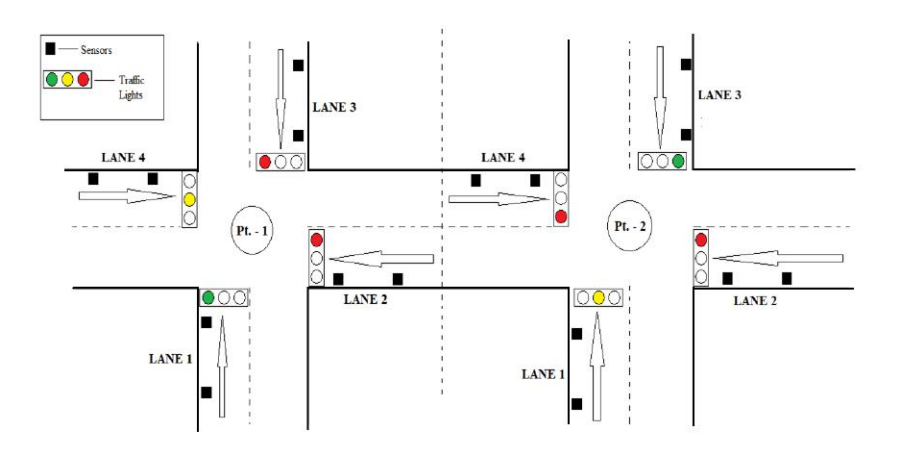 Sensors
Traffic
Lights
LANE 3
LANE 3
LANE 4
LANE 4
Pt. - 1
Pt. - 2
LANE 2
LANE 2
LANE 1
LANE 1